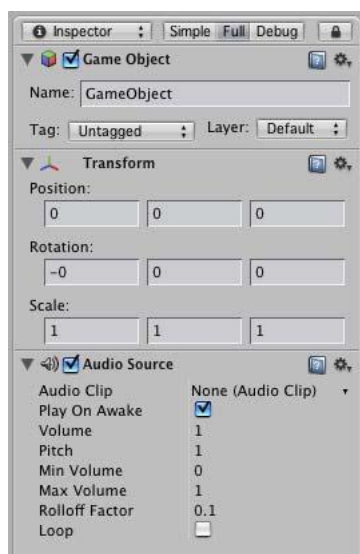 Inspector Simple Full Debug
Game Object
Name: GameObject
Tag: Untagged Layer: Default
Transform
Position:
0 0 0
Rotation:
-0 0 0
Scale:
1 1 1
Audio Source
Audio Clip None (Audio Clip)
Play On Awake
Volume 1
Pitch 1
Min Volume 0
Max Volume 1
Rolloff Factor 0.1
Loop